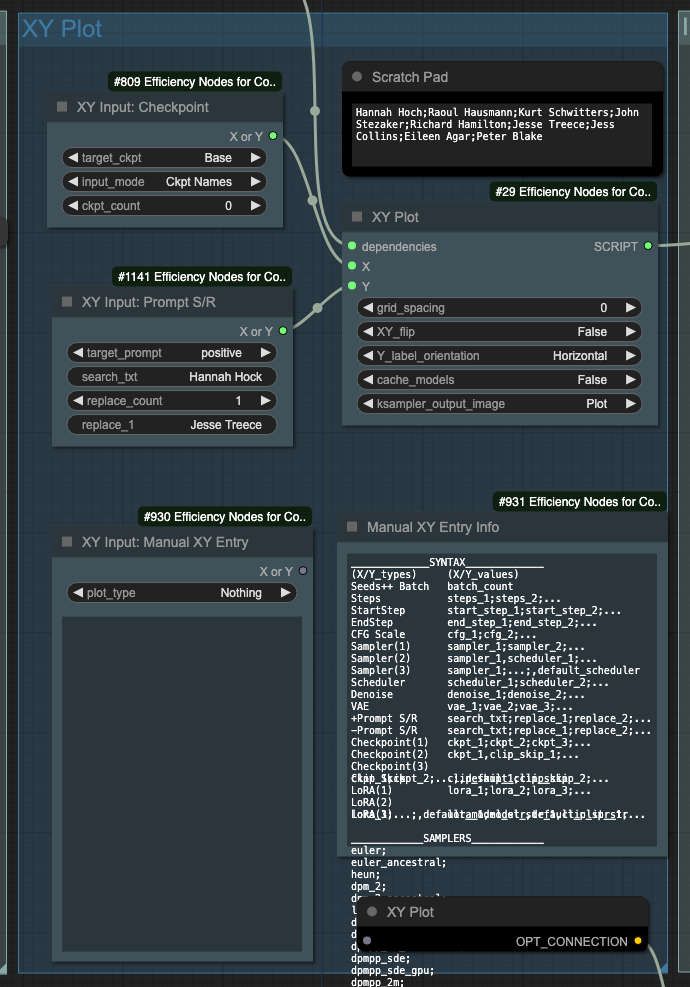 XY Plot
#809 Efficiency Nodes for Co..
XY Input: Checkpoint
X or Y
target_ckpt Base
input_mode Ckpt Names
ckpt_count 0
Scratch Pad
Hannah Hoch;Raoul Hausmann;Kurt Schwitters;John
Stezaker;Richard Hamilton;Jesse Treece;Jess
Collins;Eileen Agar;Peter Blake
#29 Efficiency Nodes for Co..
XY Plot
dependencies SCRIPT
X
Y
grid_spacing 0
XY_flip False
Y_label_orientation Horizontal
cache_models False
ksampler_output_image Plot
#1141 Efficiency Nodes for Co..
XY Input: Prompt S/R
X or Y
target_prompt positive
search_txt Hannah Hock
replace_count 1
replace_1 Jesse Treece
#930 Efficiency Nodes for Co..
XY Input: Manual XY Entry
X or Y
plot_type Nothing
#931 Efficiency Nodes for Co..
Manual XY Entry Info
_____________SYNTAX_____________
(X/Y_types) (X/Y_values)
Seeds++ Batch batch_count
Steps steps_1;steps_2;...
StartStep start_step_1;start_step_2;...
EndStep end_step_1;end_step_2;...
CFG Scale cfg_1;cfg_2;...
Sampler(1) sampler_1;sampler_2;...
Sampler(2) sampler_1,scheduler_1;...
Sampler(3) sampler_1;...;,default_scheduler
Scheduler scheduler_1;scheduler_2;...
Denoise denoise_1;denoise_2;...
VAE vae_1;vae_2;vae_3;...
+Prompt S/R search_txt;replace_1;replace_2;...
-Prompt S/R search_txt;replace_1;replace_2;...
Checkpoint(1) ckpt_1;ckpt_2;ckpt_3;...
Checkpoint(2) ckpt_1,clip_skip_1;...
Checkpoint(3)
LoRA(1) lora_1;lora_2;lora_3;...
LoRA(2)
____________SAMPLERS____________
euler;
euler_ancestral;
heun;
dpm_2;
XY Plot
OPT_CONNECTION
dpmpp_sde;
dpmpp_sde_gpu;
dpmpp_2m;